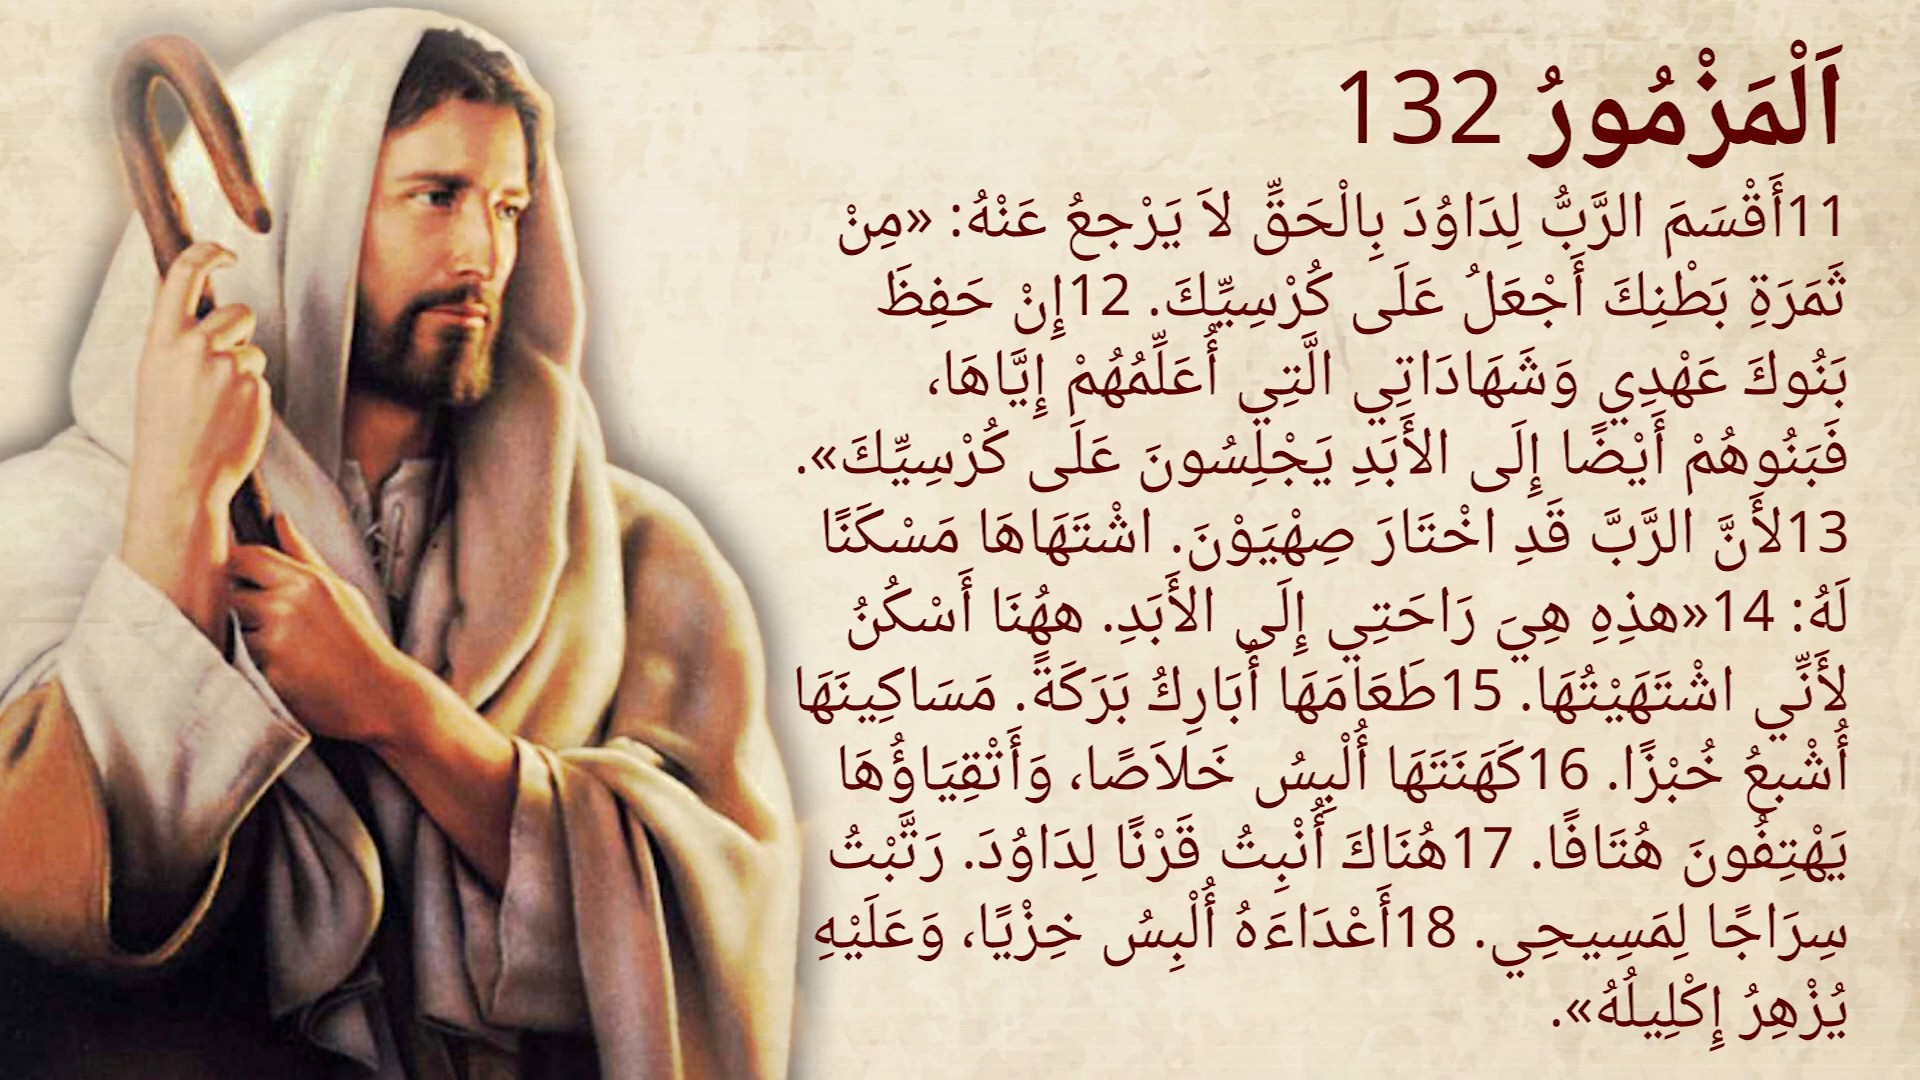 اَلْمَزْمُورُ 132
11أَقْسَمَ الرَّبُّ لِدَاوُدَ بِالْحَقِّ لاَ يَرْجعُ عَنْهُ: «مِنْ
ثَمَرَةِ بَطْنِكَ أَجْعَلُ عَلَى كُرْسِيِّكَ. 12إِنْ حَفِظَ
بَنُوكَ عَهْدِي وَشَهَادَاتِي الَّتِي أُعَلِّمُهُمْ إِيَّاهَا،
فَبَنُوهُمْ أَيْضًا إِلَى الأَبَدِ يَجْلِسُونَ عَلَى كُرْسِيِّكَ».
13لأَنَّ الرَّبَّ قَدِ اخْتَارَ صِهْيَوْنَ. اشْتَهَاهَا مَسْكَنًا
لَهُ: 14«هذِهِ هِيَ رَاحَتِي إِلَى الأَبَدِ. ههُنَا أَسْكُنُ
لأَنِّي اشْتَهَيْتُهَا. 15طَعَامَهَا أُبَارِكُ بَرَكَةً. مَسَاكِينَهَا
أُشْبعُ خُبْزًا. 16كَهَنَتَهَا أُلْبِسُ خَلاَصًا، وَأَتْقِيَاؤُهَا
يَهْتِفُونَ هُتَافًا. 17هُنَاكَ أُنْبِتُ قَرْنًا لِدَاوُدَ. رَتَّبْتُ
سِرَاجًا لِمَسِيحِي. 18أَعْدَاءَهُ أُلْبِسُ خِزْيًا، وَعَلَيْهِ
يُزْهِرُ إِكْلِيلُهُ».